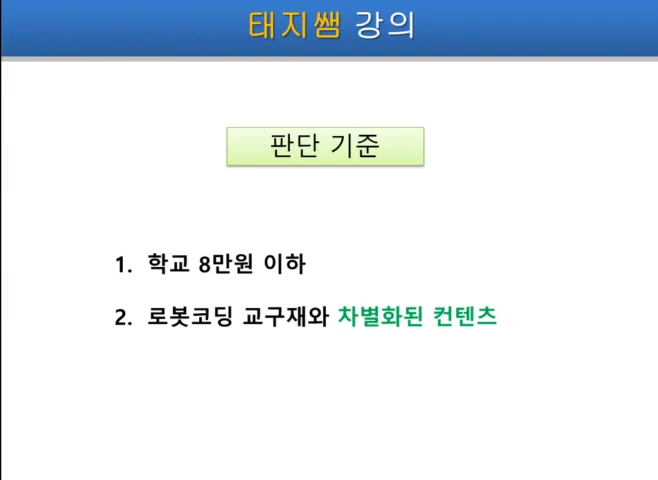 태지쌤 강의
판단 기준
1. 학교 8만원 이하
2. 로봇코딩 교구재와 차별화된 컨텐츠